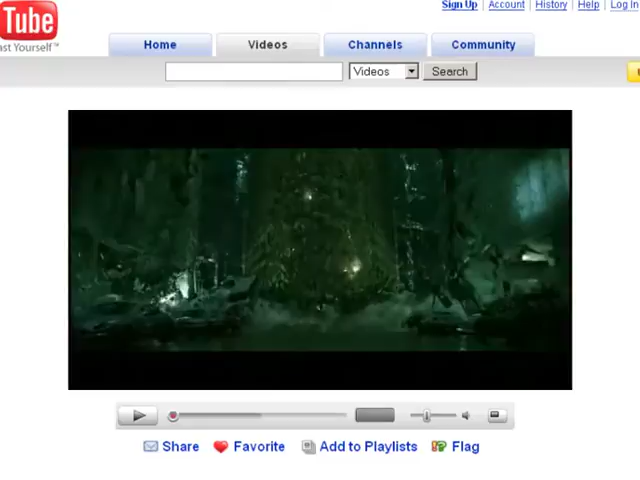 Sign Up | Account | History | Help | Log In
Tube
ast Yourself™
Home Videos Channels Community
Videos Search
Share Favorite Add to Playlists Flag